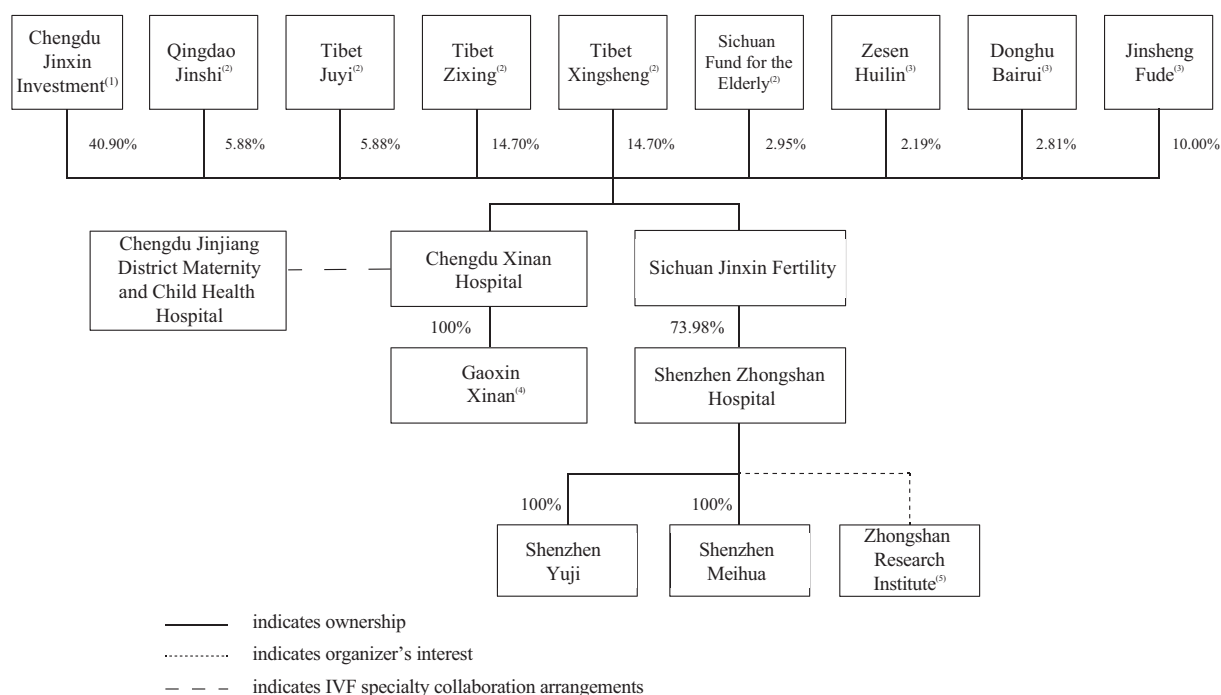 Chengdu
Jinxin
Investment(1)
Qingdao
Jinshi(2)
Tibet
Juyi(2)
Tibet
Zixing(2)
Tibet
Xingsheng(2)
Sichuan
Fund for the
Elderly(2)
Zesen
Huilin(3)
Donghu
Bairui(3)
Jinsheng
Fude(3)
40.90%
5.88%
5.88%
14.70%
14.70%
2.95%
2.19%
2.81%
10.00%
Chengdu Jinjiang
District Maternity
and Child Health
Hospital
Chengdu Xinan
Hospital
Sichuan Jinxin Fertility
100%
73.98%
Gaoxin
Xinan(4)
Shenzhen Zhongshan
Hospital
100%
100%
Shenzhen
Yuji
Shenzhen
Meihua
Zhongshan
Research
Institute(5)
indicates ownership
indicates organizer's interest
indicates IVF specialty collaboration arrangements